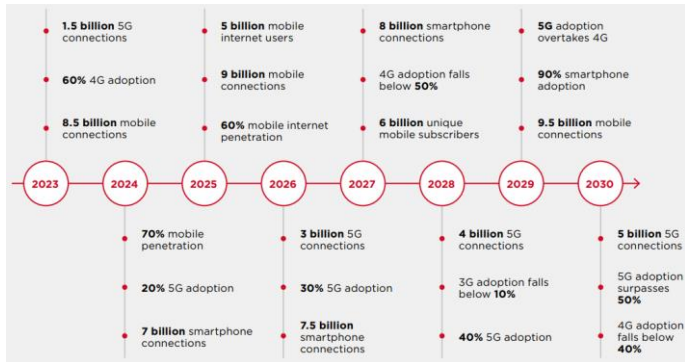 1.5 billion 5G
connections
60% 4G adoption
8.5 billion mobile
connections
5 billion mobile
internet users
9 billion mobile
connections
60% mobile internet
penetration
8 billion smartphone
connections
4G adoption falls
below 50%
6 billion unique
mobile subscribers
5G adoption
overtakes 4G
90% smartphone
adoption
9.5 billion mobile
connections
2023 2024 2025 2026 2027 2028 2029 2030
70% mobile
penetration
20% 5G adoption
7 billion smartphone
connections
3 billion 5G
connections
30% 5G adoption
7.5 billion
smartphone
connections
4 billion 5G
connections
3G adoption falls
below 10%
40% 5G adoption
5 billion 5G
connections
5G adoption
surpasses
50%
4G adoption
falls below
40%